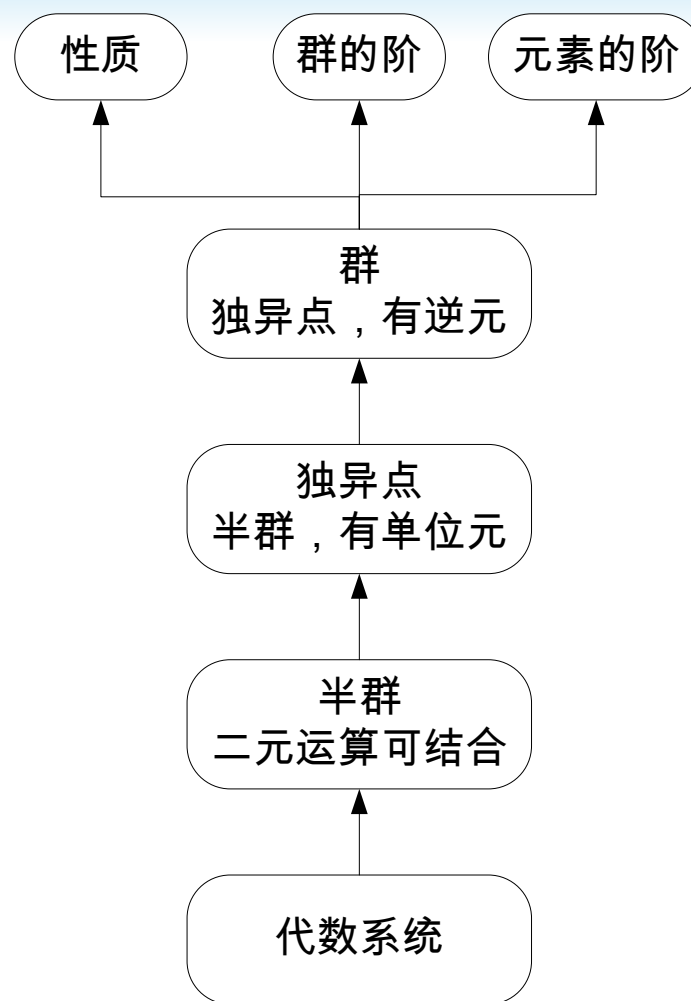 性质
群的阶
元素的阶
群
独异点，有逆元
独异点
半群，有单位元
半群
二元运算可结合
代数系统